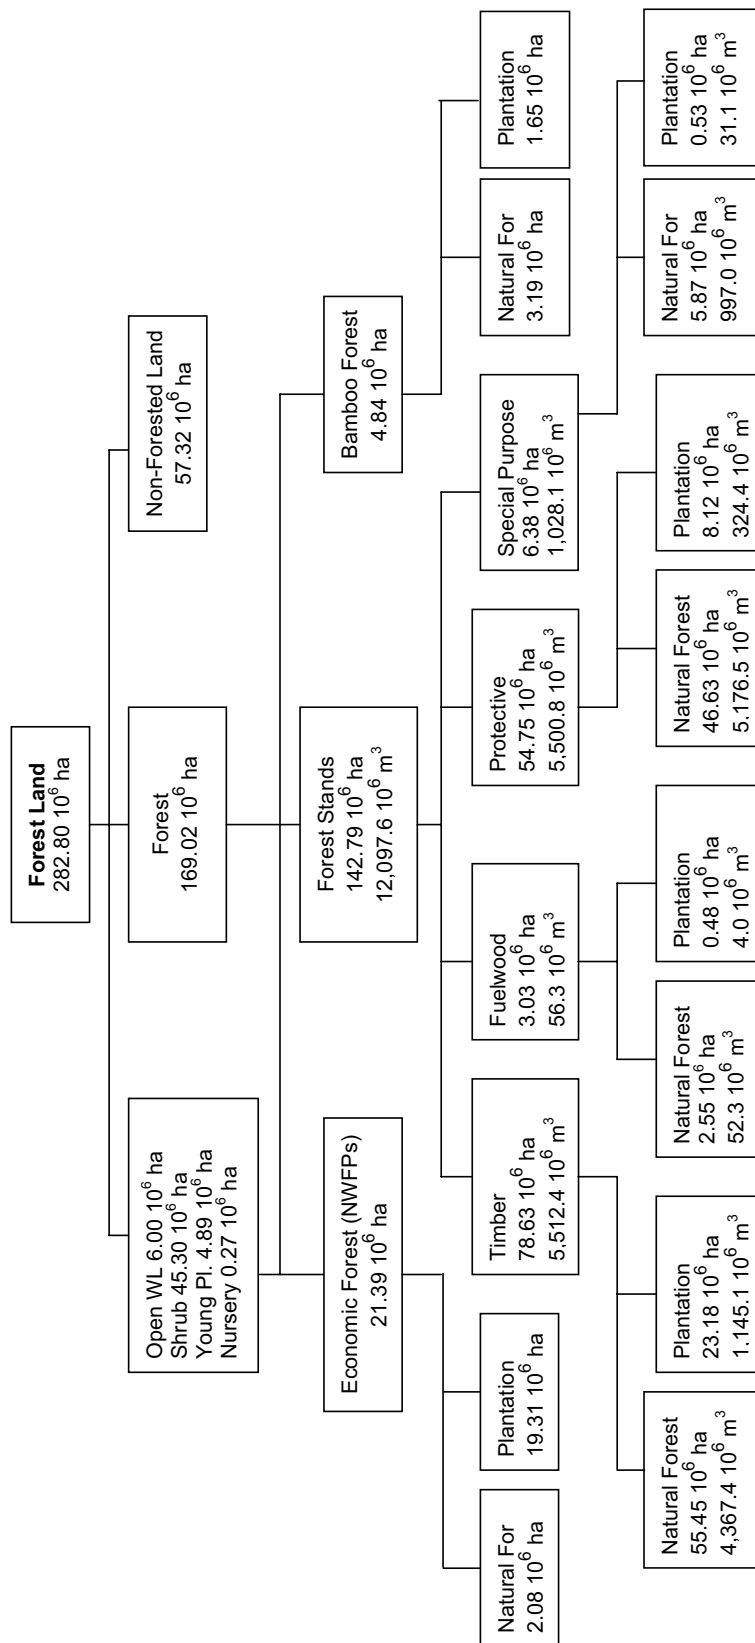 Forest Land
282.80 10⁶ ha
Open WL 6.00 10⁶ ha
Shrub 45.30 10⁶ ha
Young Pl. 4.89 10⁶ ha
Nursery 0.27 10⁶ ha
Forest
169.02 10⁶ ha
Non-Forested Land
57.32 10⁶ ha
Economic Forest (NWFPs)
21.39 10⁶ ha
Forest Stands
142.79 10⁶ ha
12,097.6 10⁶ m³
Bamboo Forest
4.84 10⁶ ha
Natural For
2.08 10⁶ ha
Plantation
19.31 10⁶ ha
Timber
78.63 10⁶ ha
5,512.4 10⁶ m³
Fuelwood
3.03 10⁶ ha
56.3 10⁶ m³
Protective
54.75 10⁶ ha
5,500.8 10⁶ m³
Special Purpose
6.38 10⁶ ha
1,028.1 10⁶ m³
Natural For
3.19 10⁶ ha
Plantation
1.65 10⁶ ha
Natural Forest
55.45 10⁶ ha
4,367.4 10⁶ m³
Plantation
23.18 10⁶ ha
1.145.1 10⁶ m³
Natural Forest
2.55 10⁶ ha
52.3 10⁶ m³
Plantation
0.48 10⁶ ha
4.0 10⁶ m³
Natural Forest
46.63 10⁶ ha
5.176.5 10⁶ m³
Plantation
8.12 10⁶ ha
324.4 10⁶ m³
Natural For
5.87 10⁶ ha
997.0 10⁶ m³
Plantation
0.53 10⁶ ha
31.1 10⁶ m³